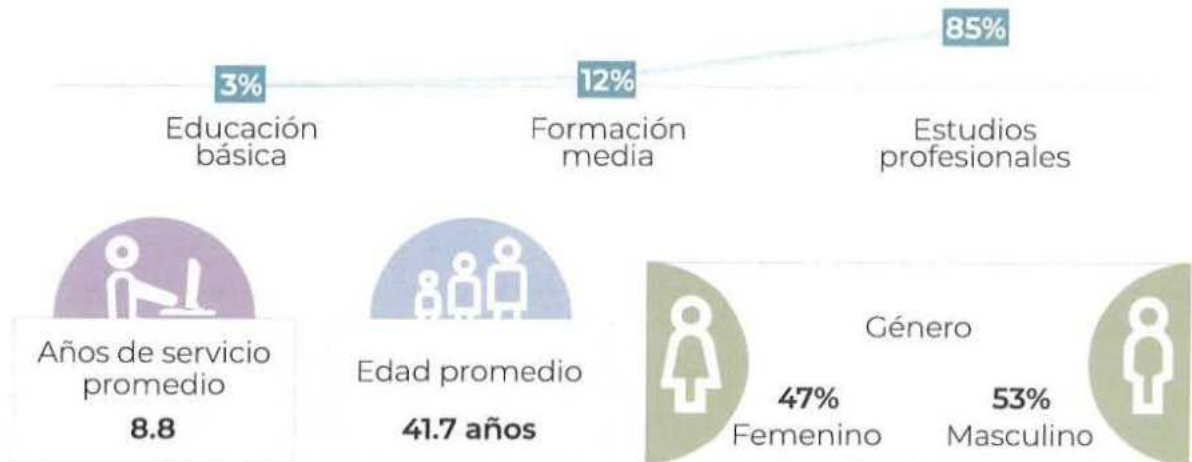 85%
3%
12%
Educación
básica
Formación
media
Estudios
profesionales
Años de servicio
promedio
8.8
Edad promedio
41.7 años
Género
47%
Femenino
53%
Masculino